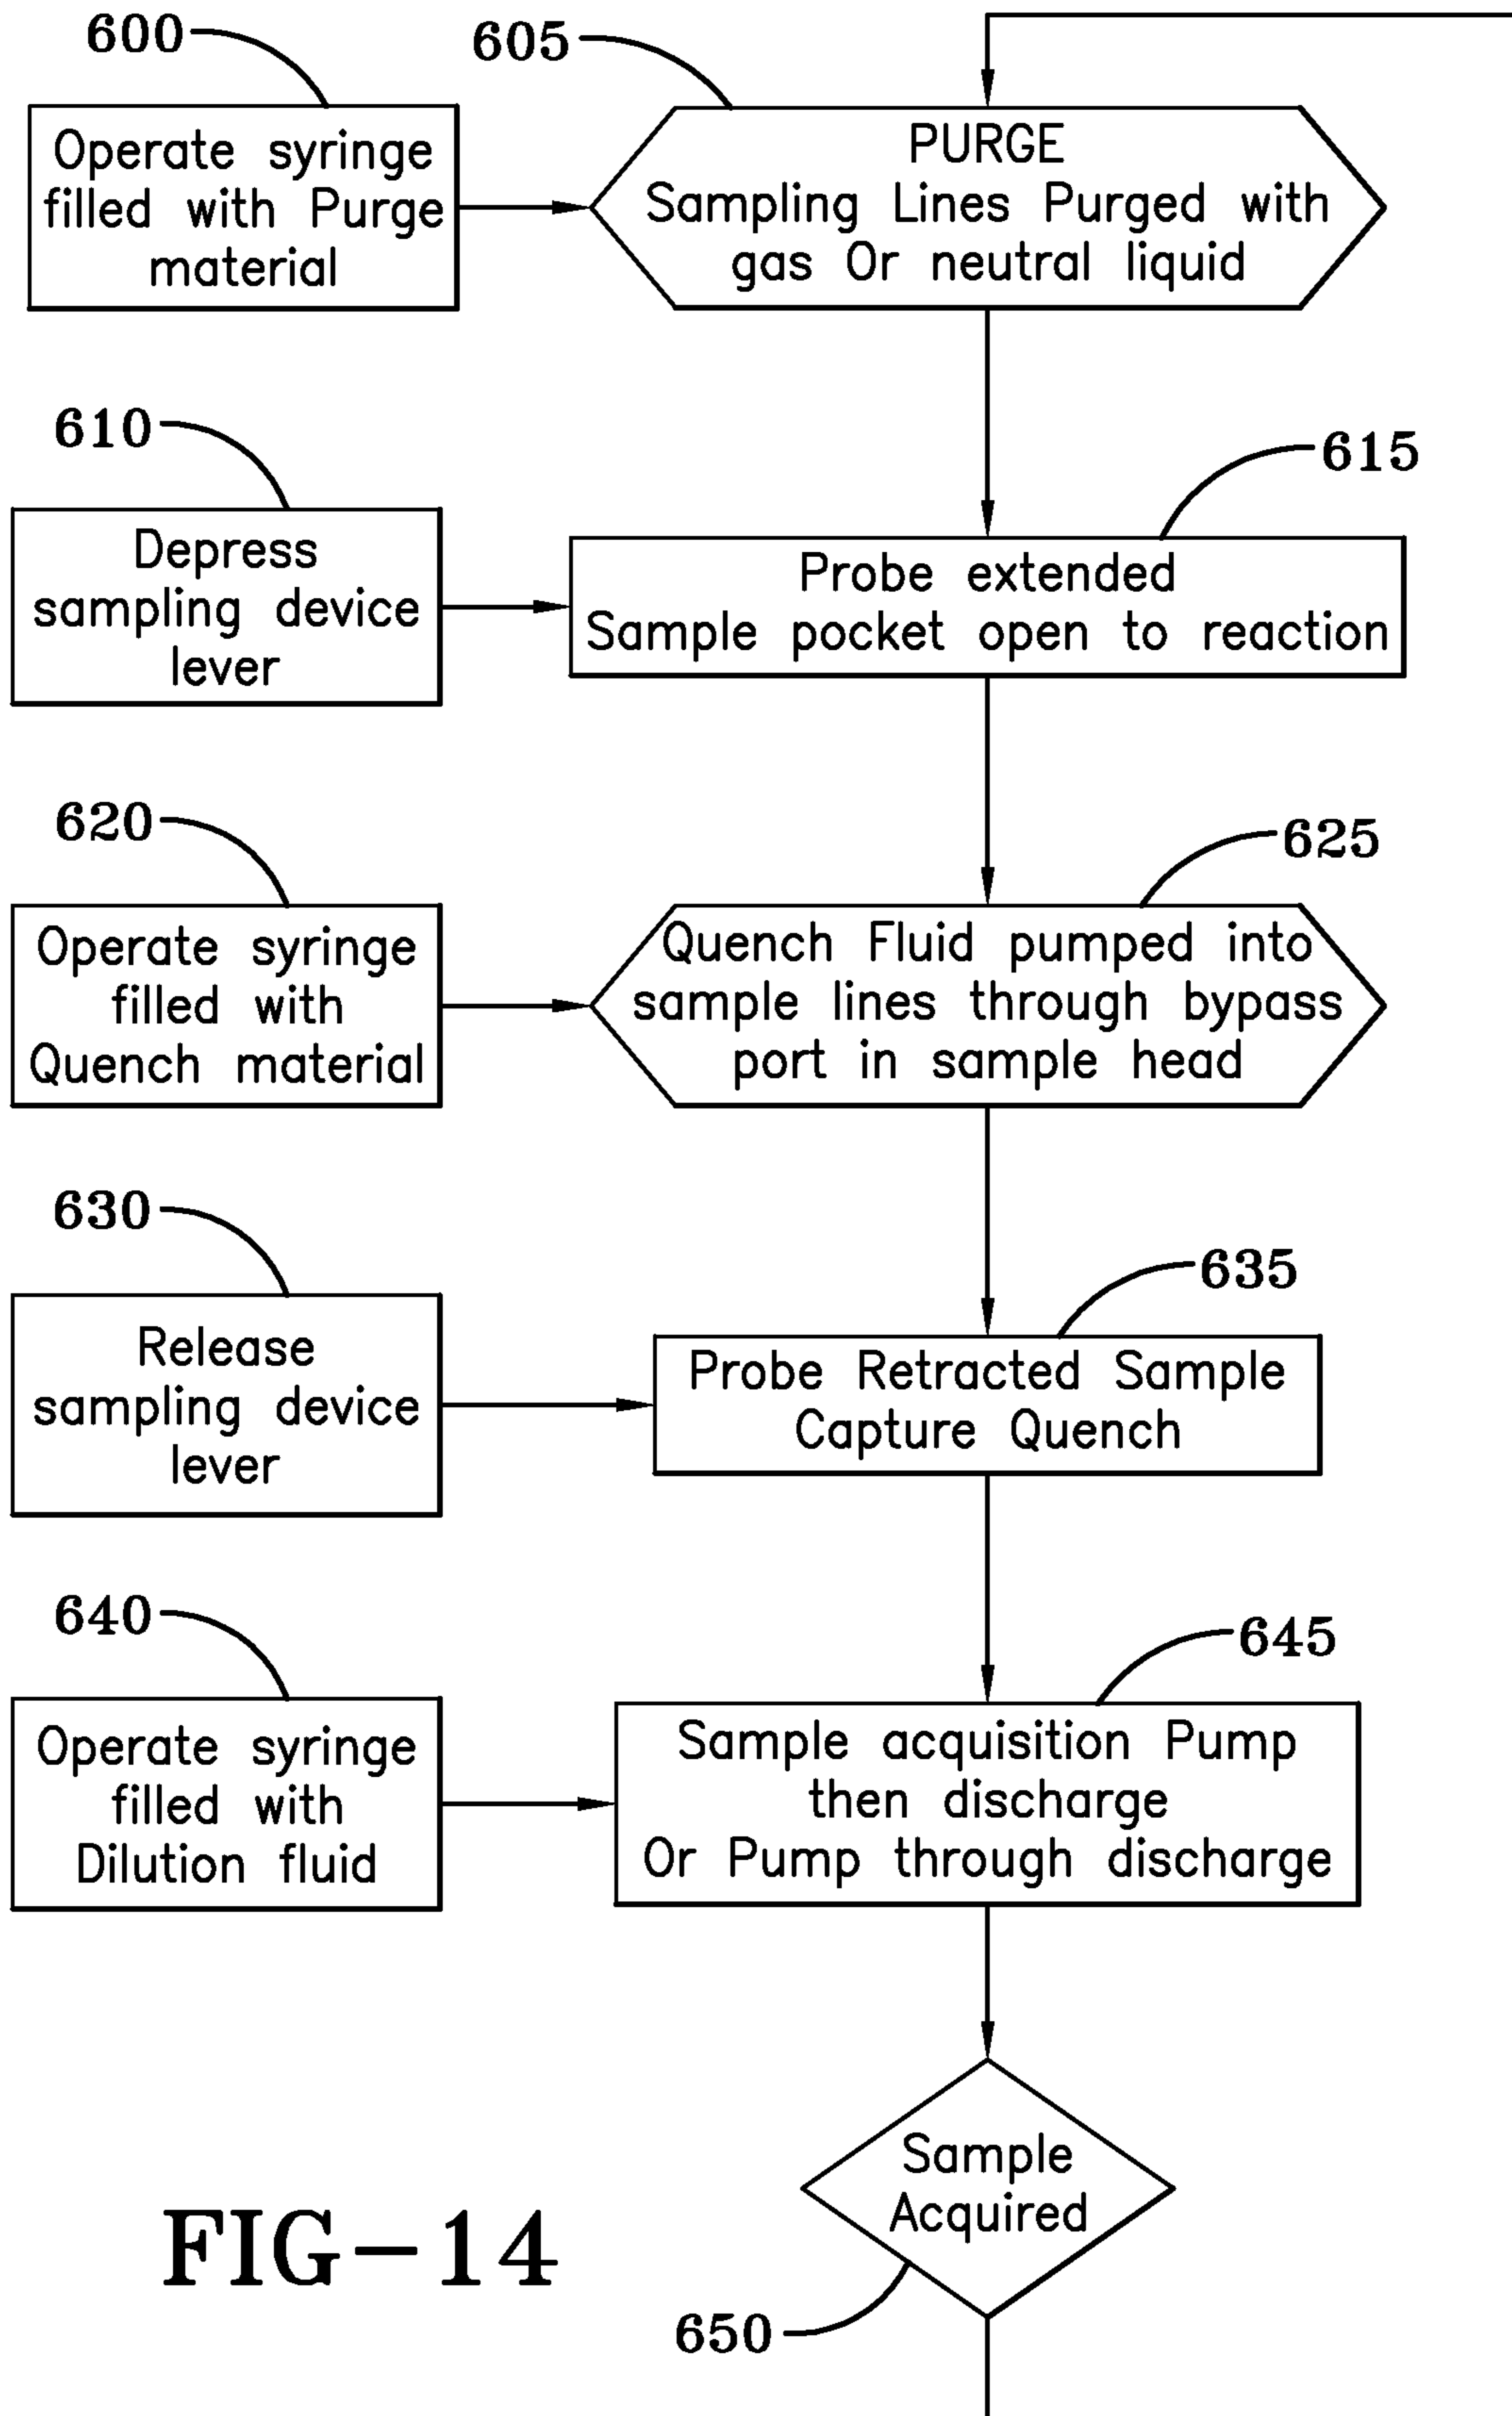 600
605
Operate syringe
filled with Purge
material
PURGE
Sampling Lines Purged with
gas Or neutral liquid
610
615
Depress
sampling device
lever
Probe extended
Sample pocket open to reaction
620
625
Operate syringe
filled with
Quench material
Quench Fluid pumped into
sample lines through bypass
port in sample head
630
635
Release
sampling device
lever
Probe Retracted Sample
Capture Quench
640
645
Operate syringe
filled with
Dilution fluid
Sample acquisition Pump
then discharge
Or Pump through discharge
Sample
Acquired
650
FIG-14